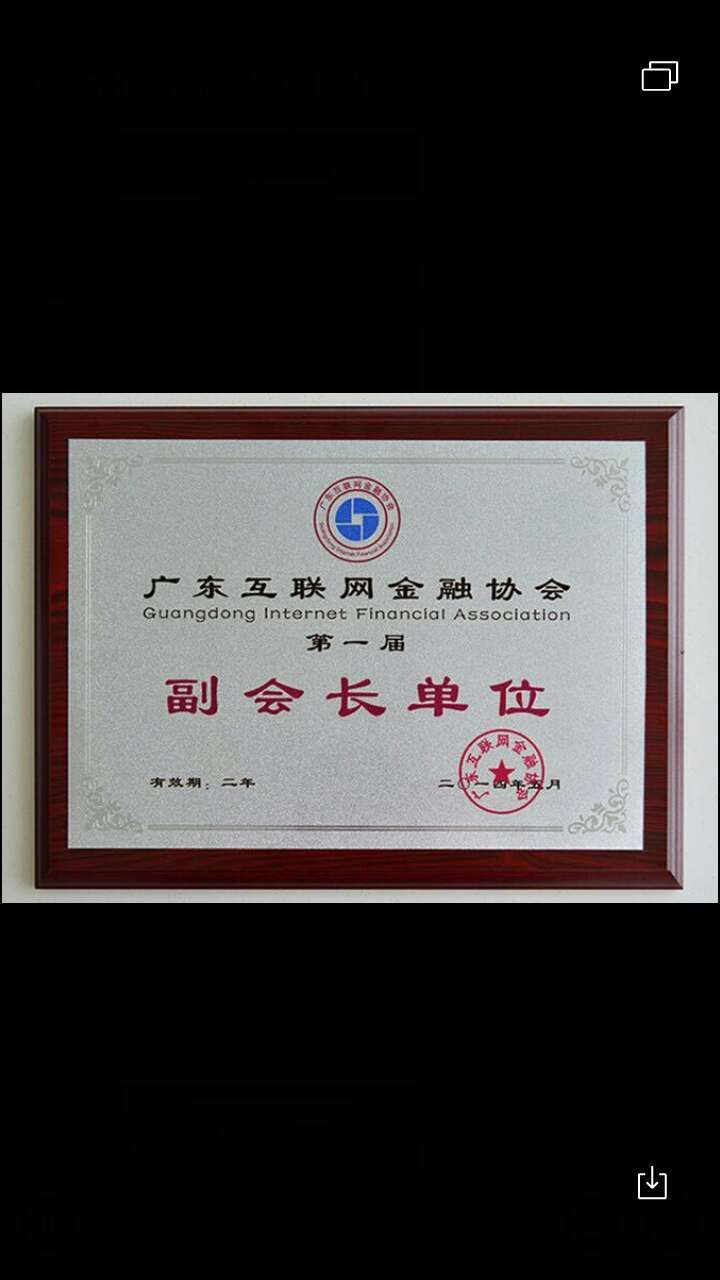 广东互联网金融协会
Guangdong Internet Financial Association
广东互联网金融协会
Guangdong Internet Financial Association
第一届
副会长单位
广东互联网金融协会
有效期：二年
二〇一四年五月